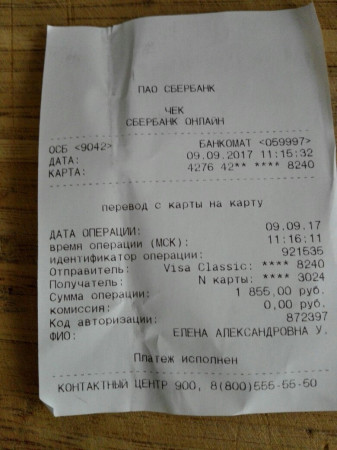 ПАО СБЕРБАНК
ЧЕК
СБЕРБАНК ОНЛАЙН
ОСБ <9042> БАНКОМАТ <059997>
ДАТА: 09.09.2017 11:15:32
КАРТА: 4276 42** **** 8240
перевод с карты на карту
ДАТА ОПЕРАЦИИ: 09.09.17
время операции (МСК): 11:16:11
идентификатор операции: 921535
Отправитель: Visa Classic: **** 8240
Получатель: N карты: **** 3024
Сумма операции: 1 855,00 руб.
комиссия: 0,00 руб.
Код авторизации: 872397
ФИО: ЕЛЕНА АЛЕКСАНДРОВНА У.
Платеж исполнен
КОНТАКТНЫЙ ЦЕНТР 900, 8(800)555-55-50